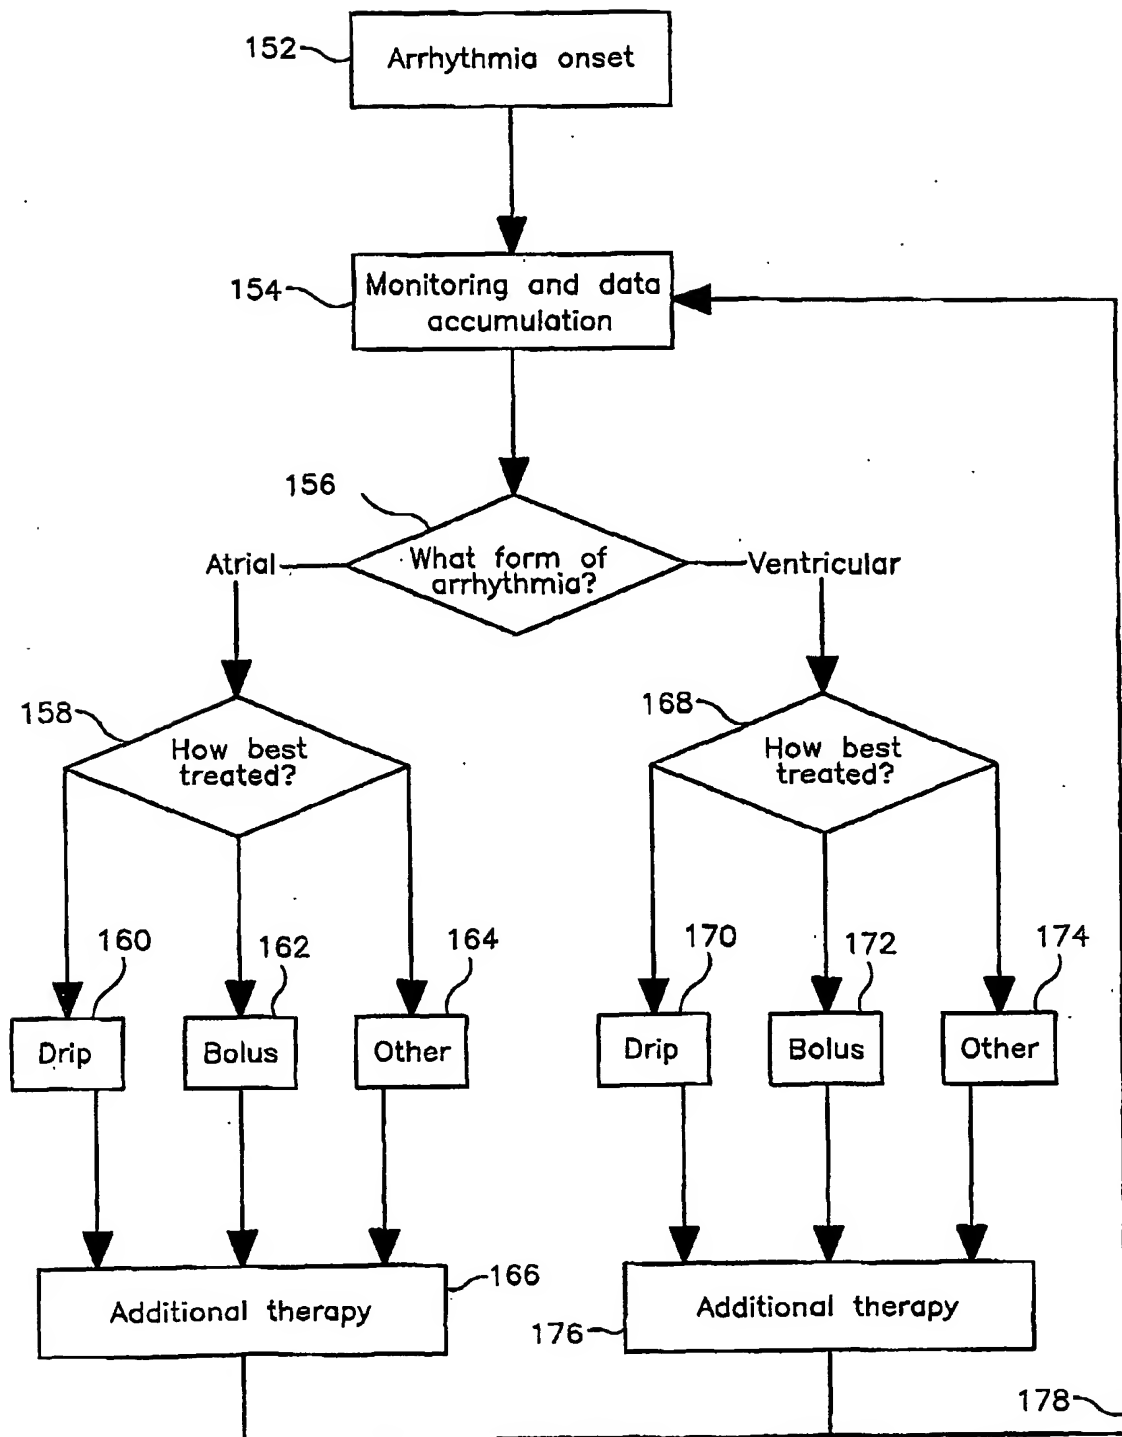 152
Arrhythmia onset
154
Monitoring and data
accumulation
156
Atrial
What form of
arrhythmia?
Ventricular
158
How best
treated?
168
How best
treated?
160
162
164
170
172
174
Drip
Bolus
Other
Drip
Bolus
Other
166
Additional therapy
Additional therapy
176
178